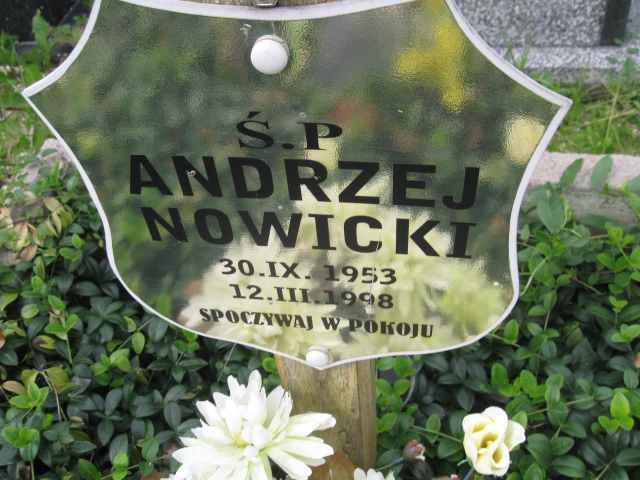 Ś.P
ANDRZEJ
NOWICKI
30.IX. 1953
12.III.1998
SPOCZYWAJ W POKOJU